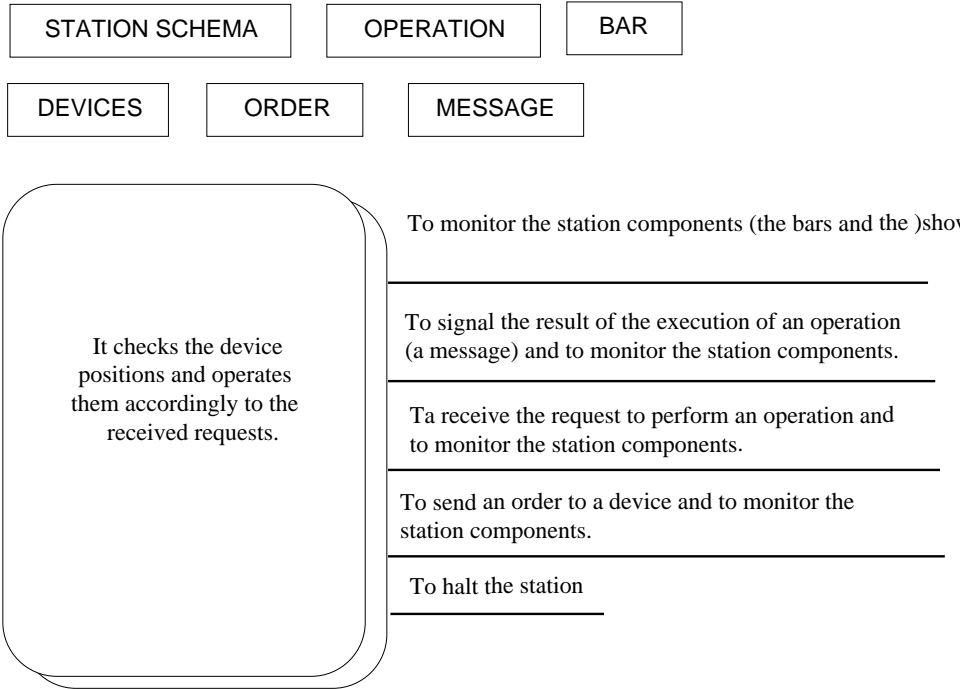 STATION SCHEMA
OPERATION
BAR
DEVICES
ORDER
MESSAGE
To monitor the station components (the bars and the )show
It checks the device
positions and operates
them accordingly to the
received requests.
To signal the result of the execution of an operation
(a message) and to monitor the station components.
Ta receive the request to perform an operation and
to monitor the station components.
To send an order to a device and to monitor the
station components.
To halt the station